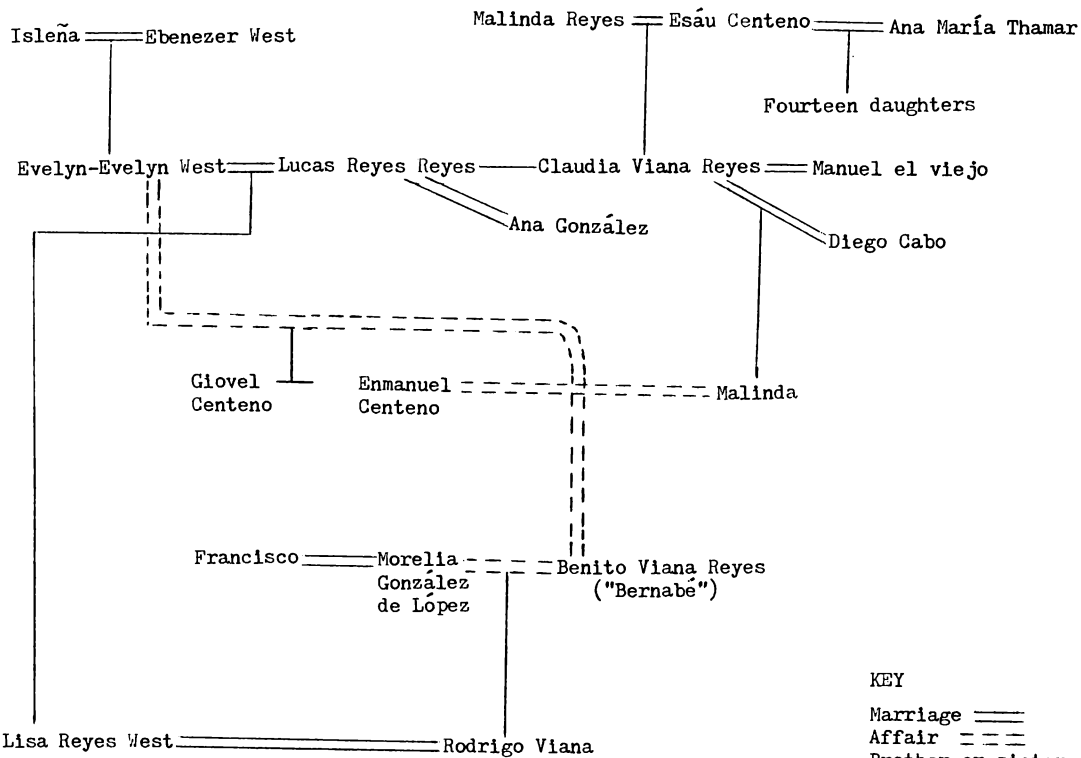 Malinda Reyes Esáu Centeno Ana María Thamar
Isleña Ebenezer West
Fourteen daughters
Evelyn-Evelyn West Lucas Reyes Reyes Claudia Viana Reyes Manuel el viejo
Ana González
Diego Cabo
Giovel
Centeno
Enmanuel
Centeno
Malinda
Francisco Morelia
González
de López
Benito Viana Reyes
("Bernabé")
KEY
Marriage
Affair
Lisa Reyes West Rodrigo Viana